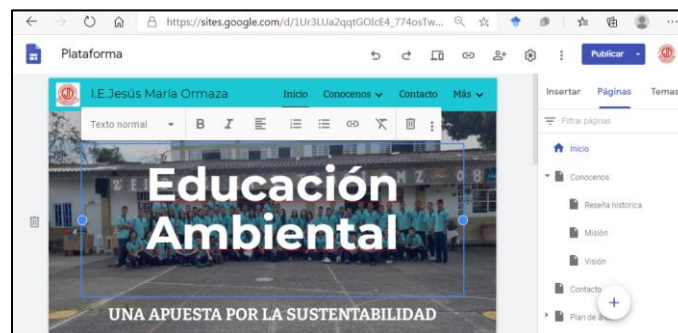 https://sites.google.com/d/1Ur3LUa2qqtGOIcE4_774osTw...
Plataforma
Publicar
I.E.Jesús María Ormaza
Inicio Conocenos Contacto Más
Insertar Páginas Temas
Texto normal B I
Filtrar páginas
Inicio
Conocenos
Reseña historica
Misión
Visión
Contacto
Plan de
Educación
Ambiental
UNA APUESTA POR LA SUSTENTABILIDAD